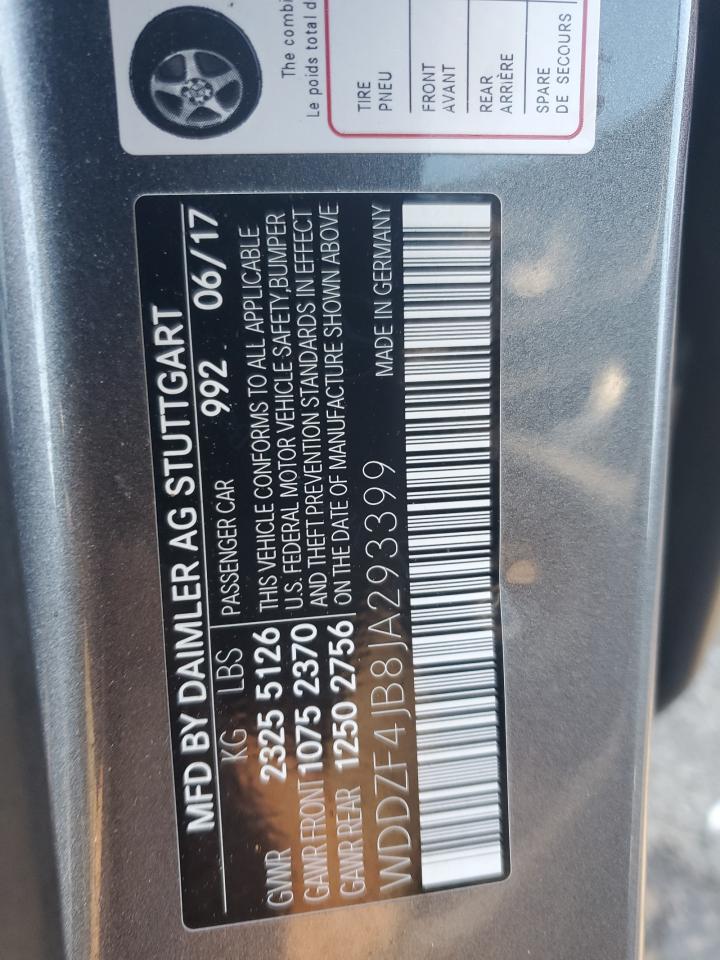 MFD BY DAIMLER AG STUTTGART
KG LBS PASSENGER CAR 992 06/17
GVWR 2325 5126 THIS VEHICLE CONFORMS TO ALL APPLICABLE
GAWR FRONT 1075 2370 U.S. FEDERAL MOTOR VEHICLE SAFETY,BUMPER
GAWR REAR 1250 2756 AND THEFT PREVENTION STANDARDS IN EFFECT
ON THE DATE OF MANUFACTURE SHOWN ABOVE
WDDZF4JB8JA293399 MADE IN GERMANY
The combi
Le poids total d
TIRE
PNEU
FRONT
AVANT
REAR
ARRIÈRE
SPARE
DE SECOURS